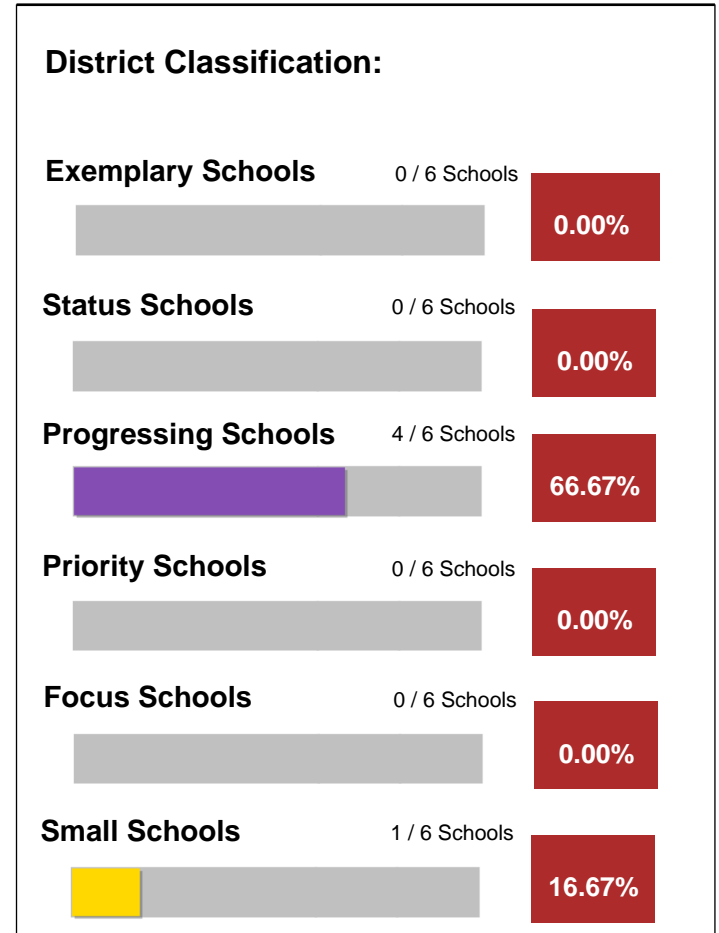 District Classification:
Exemplary Schools 0 / 6 Schools
0.00%
Status Schools 0 / 6 Schools
0.00%
Progressing Schools 4 / 6 Schools
66.67%
Priority Schools 0 / 6 Schools
0.00%
Focus Schools 0 / 6 Schools
0.00%
Small Schools 1 / 6 Schools
16.67%